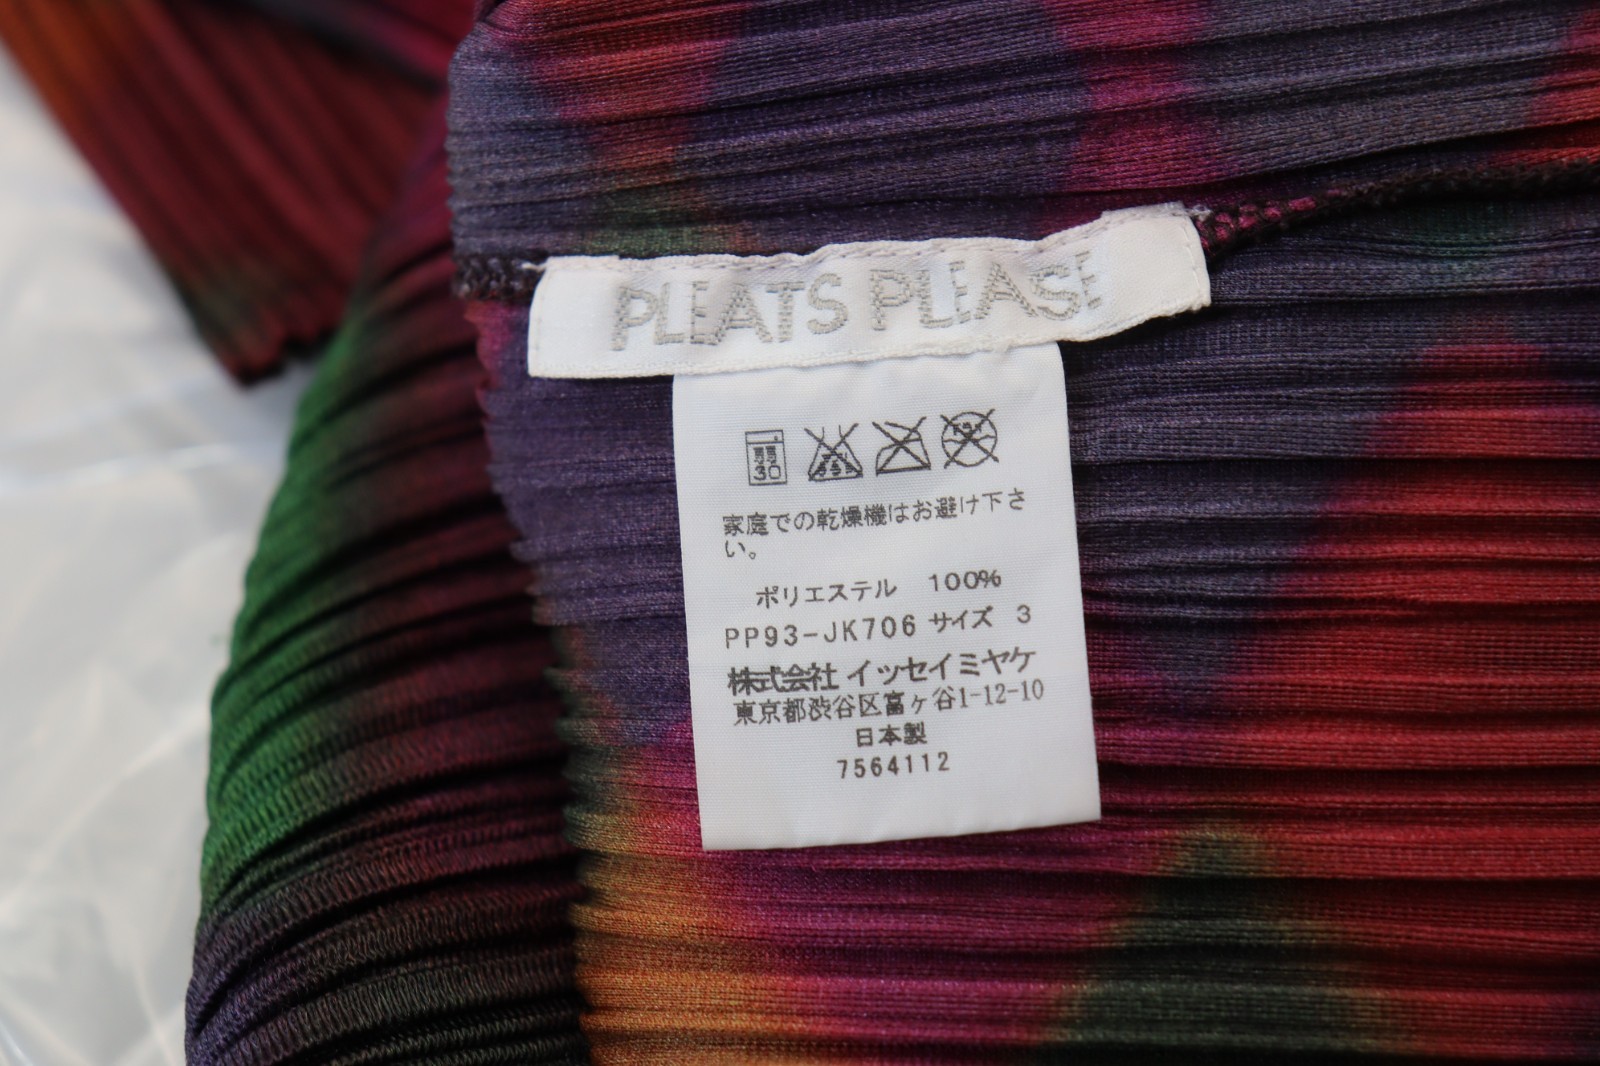 PLEATS PLEASE
30
家庭での乾燥機はお避け下さ
い。
ポリエステル 100%
PP93-JK706 サイズ 3
株式会社 イッセイミヤケ
東京都渋谷区富ヶ谷1-12-10
日本製
7564112